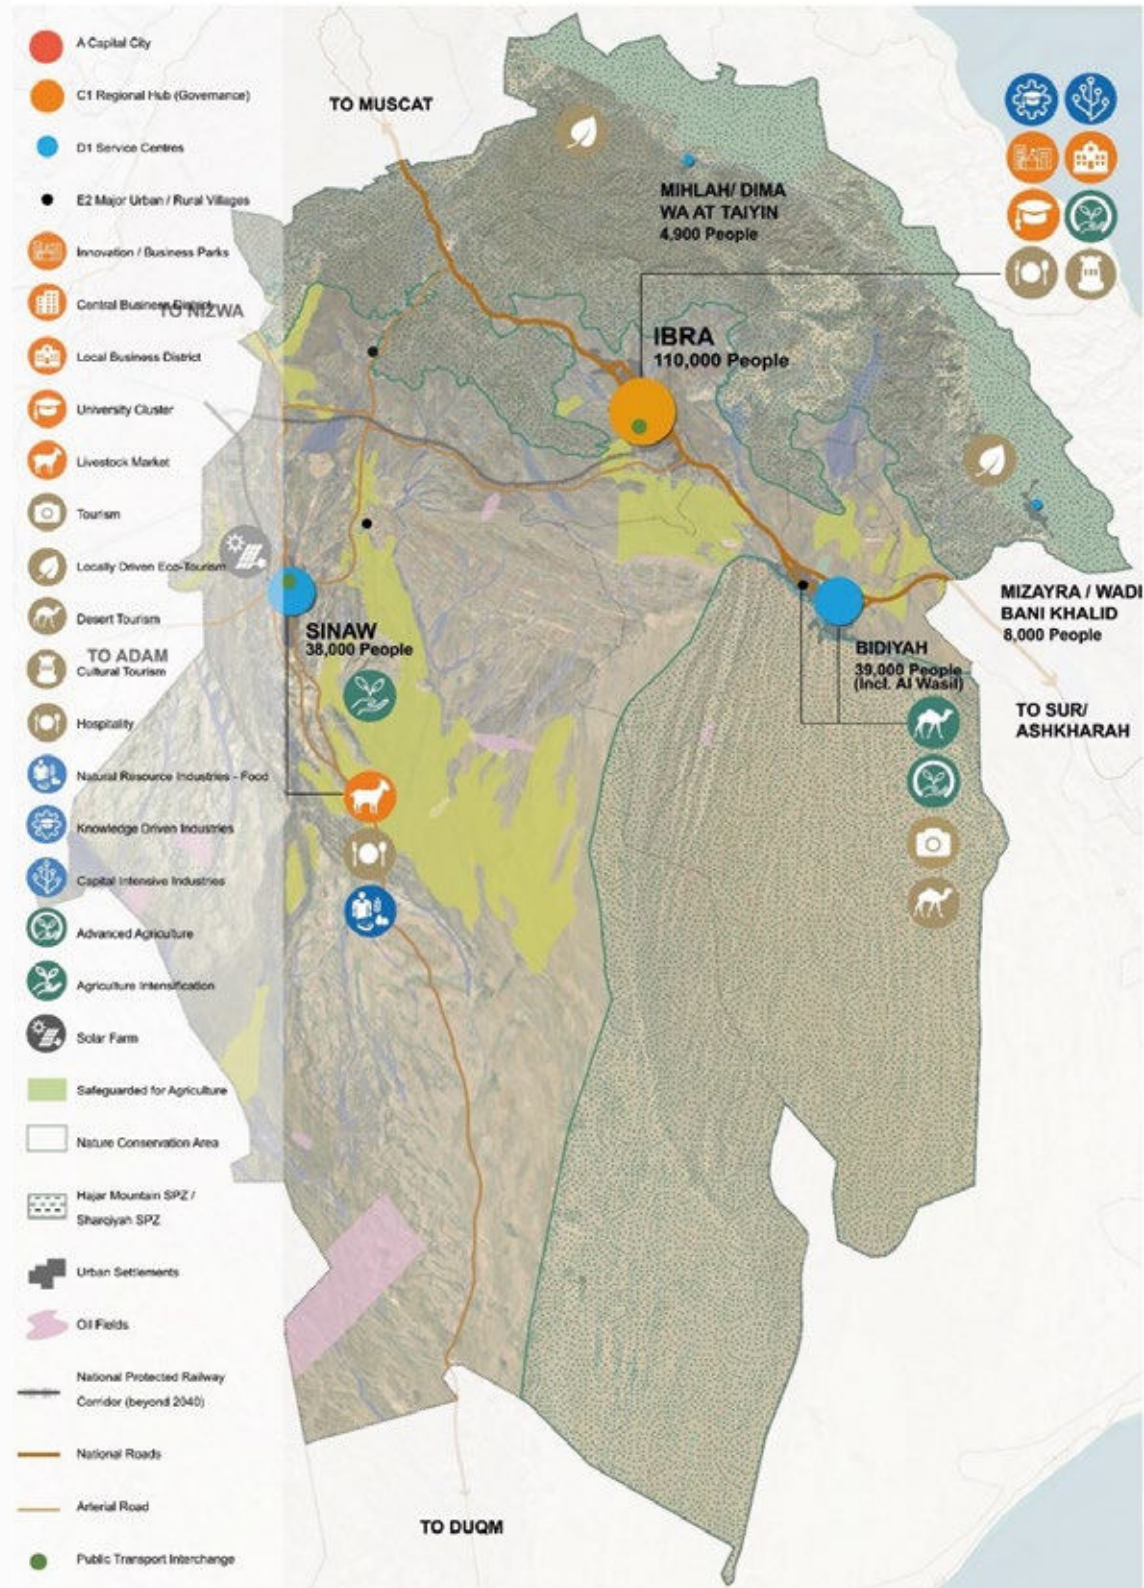 A Capital City
C1 Regional Hub (Governance)
D1 Service Centres
E2 Major Urban / Rural Villages
Innovation / Business Parks
Central Business District
Local Business District
University Cluster
Livestock Market
Tourism
Locally Driven Eco-Tourism
Desert Tourism
Cultural Tourism
Hospitality
Natural Resource Industries - Food
Knowledge Driven Industries
Capital Intensive Industries
Advanced Agriculture
Agriculture Intensification
Solar Farm
Safeguarded for Agriculture
Nature Conservation Area
Hajar Mountain SPZ /
Sharqiyah SPZ
Urban Settlements
Oil Fields
National Protected Railway
Corridor (beyond 2040)
National Roads
Arterial Road
Public Transport Interchange
TO MUSCAT
MIHLAH/ DIMA
WA AT TAIYIN
4,900 People
TO NIZWA
IBRA
110,000 People
SINAW
38,000 People
TO ADAM
MIZAYRA / WADI
BANI KHALID
8,000 People
BIDIYAH
39,000 People
(Incl. Al Wasil)
TO SUR/
ASHKHARAH
TO DUQM